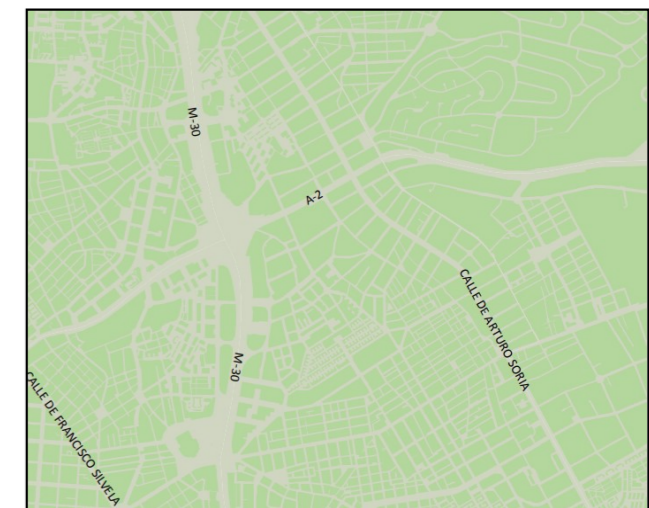 M-30
A-2
CALLE DE ARTURO SORIA
M-30
CALLE DE FRANCISCO SILVELA